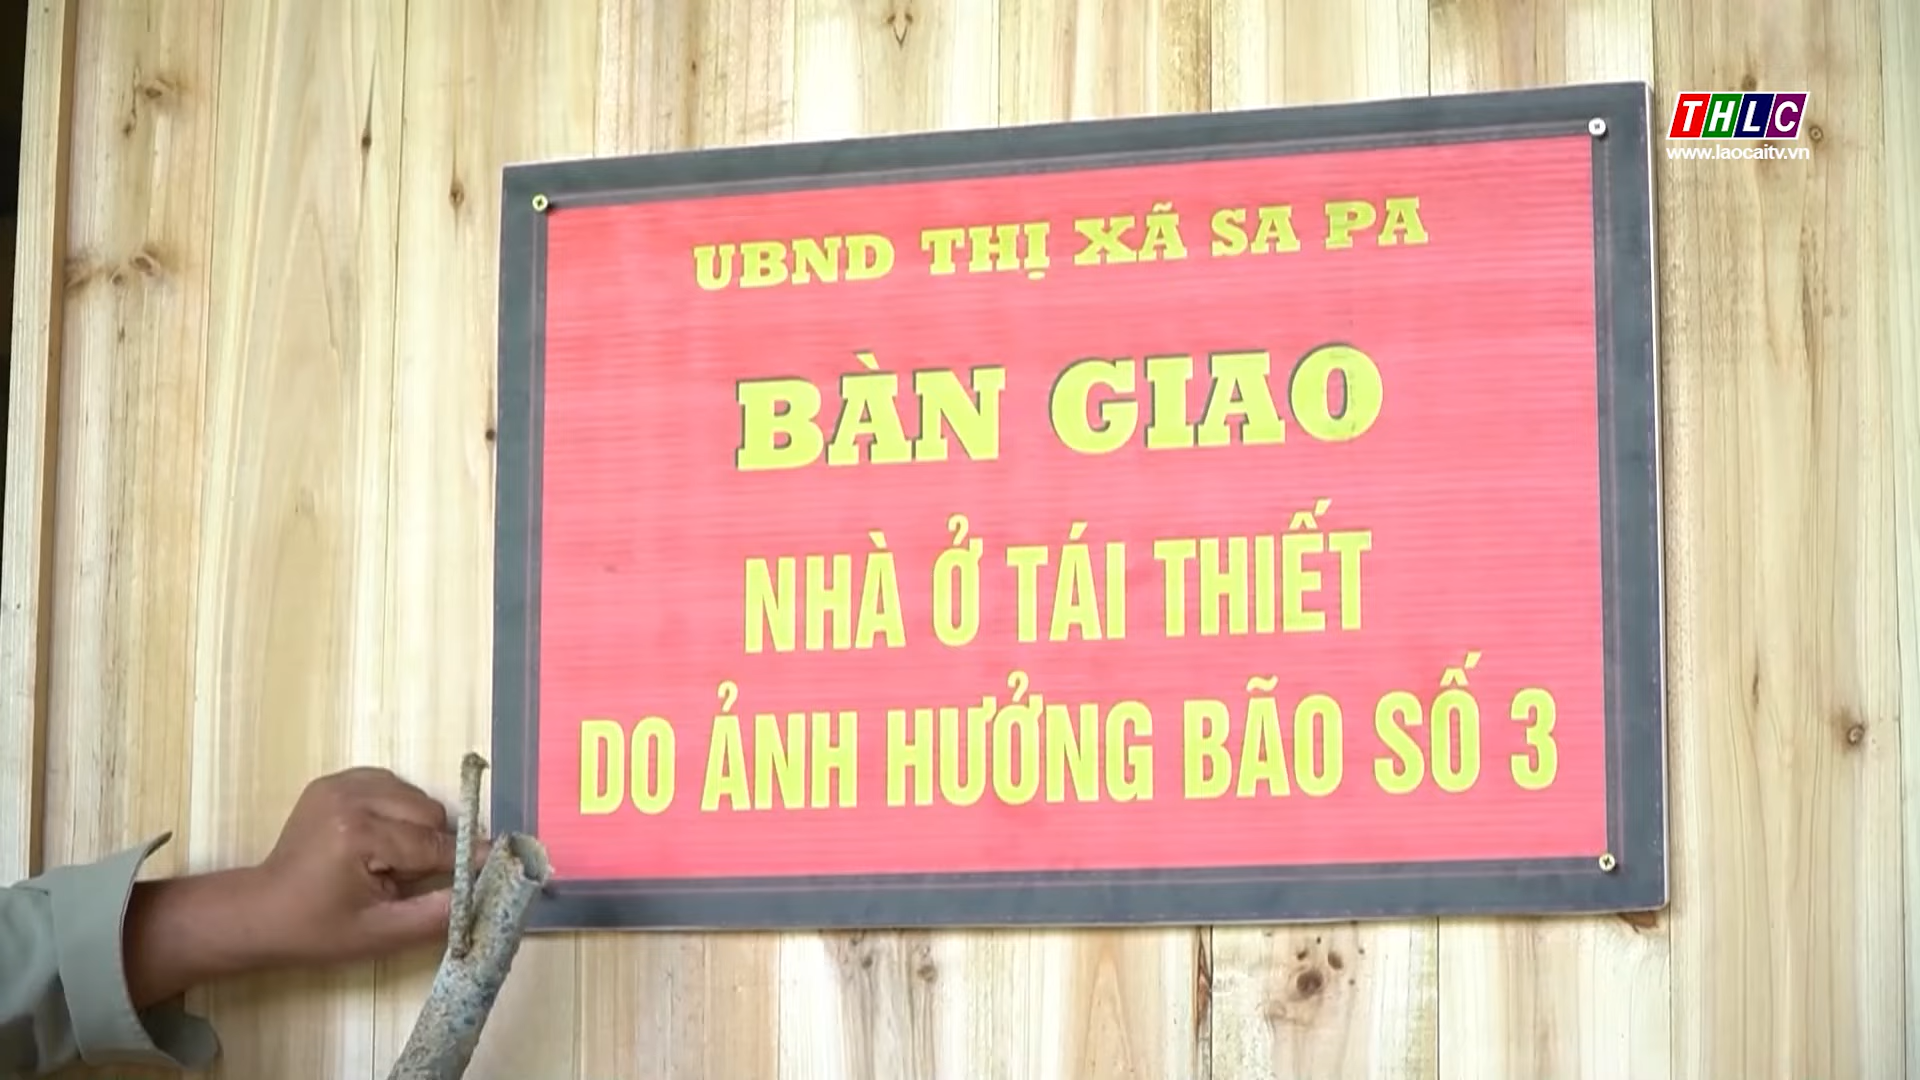 THLC
www.laocaitv.vn
UBND THỊ XÃ SA PA
BÀN GIAO
NHÀ Ở TÁI THIẾT
DO ẢNH HƯỞNG BÃO SỐ 3